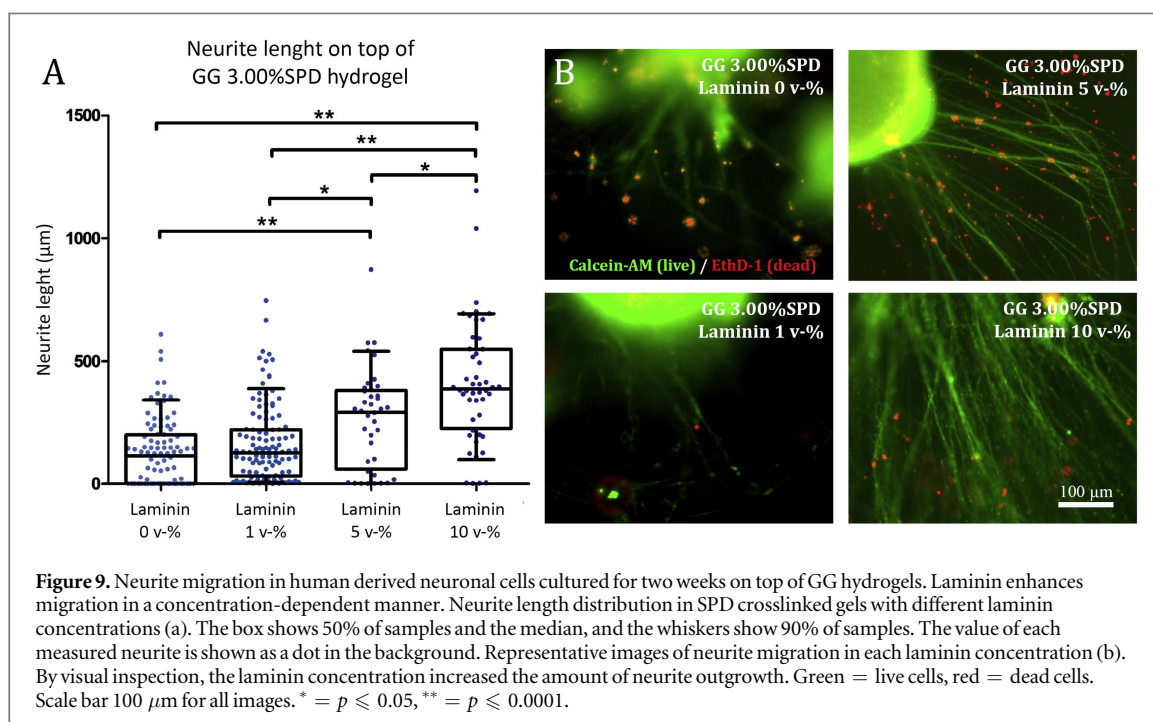 A
Neurite lenght on top of
GG 3.00%SPD hydrogel
Neurite leght (µm)
1500
1000
500
0
**
**
*
*
**
Laminin
0 v-%
Laminin
1 v-%
Laminin
5 v-%
Laminin
10 v-%
B
GG 3.00%SPD
Laminin 0 v-%
Calcein-AM (live) / EthD-1 (dead)
GG 3.00%SPD
Laminin 5 v-%
GG 3.00%SPD
Laminin 1 v-%
GG 3.00%SPD
Laminin 10 v-%
100 µm
Figure 9. Neurite migration in human derived neuronal cells cultured for two weeks on top of GG hydrogels. Laminin enhances
migration in a concentration-dependent manner. Neurite length distribution in SPD crosslinked gels with different laminin
concentrations (a). The box shows 50% of samples and the median, and the whiskers show 90% of samples. The value of each
measured neurite is shown as a dot in the background. Representative images of neurite migration in each laminin concentration (b).
By visual inspection, the laminin concentration increased the amount of neurite outgrowth. Green = live cells, red = dead cells.
Scale bar 100 µm for all images. * = p ⩽ 0.05, ** = p ⩽ 0.0001.